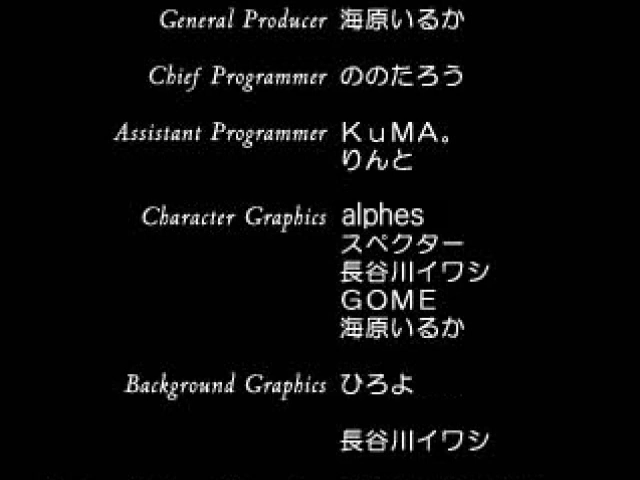 General Producer 海原いるか
Chief Programmer ののたろう
Assistant Programmer ＫｕＭＡ。
りんと
Character Graphics alphes
スペクター
長谷川イワシ
ＧＯＭＥ
海原いるか
Background Graphics ひろよ
長谷川イワシ